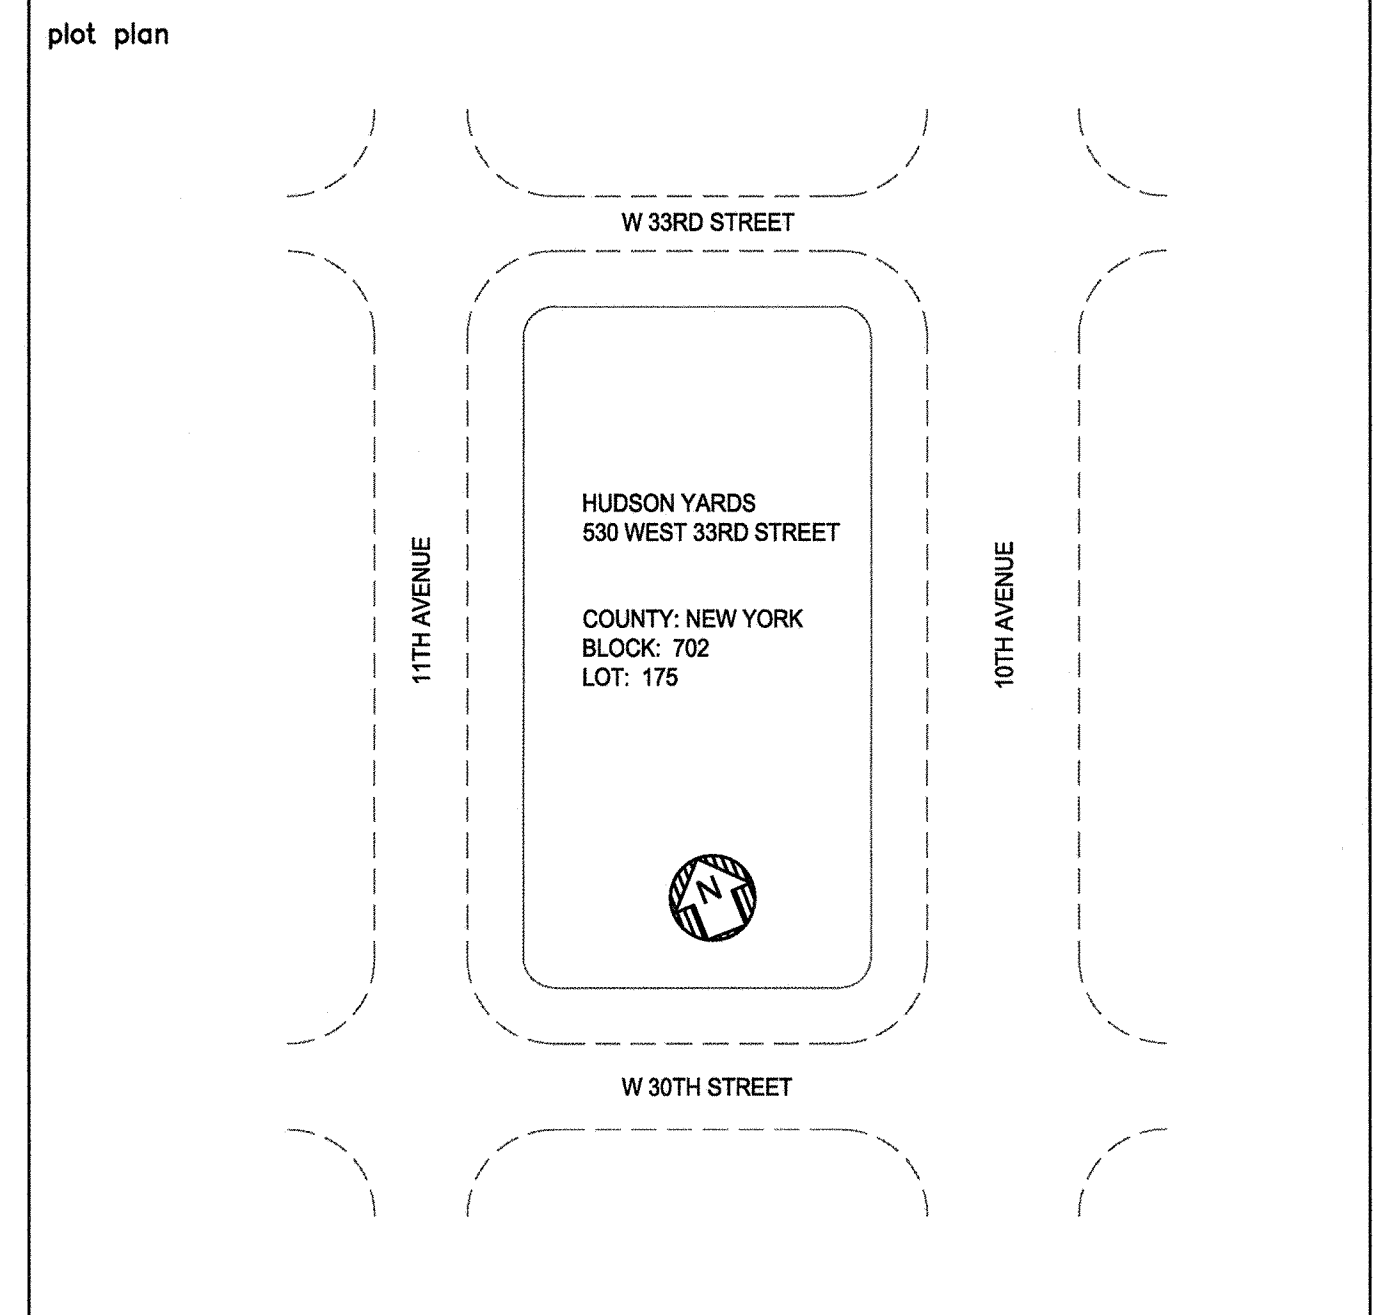 plot plan
W 33RD STREET
HUDSON YARDS
530 WEST 33RD STREET
11TH AVENUE
10TH AVENUE
COUNTY: NEW YORK
BLOCK: 702
LOT: 175
N
W 30TH STREET